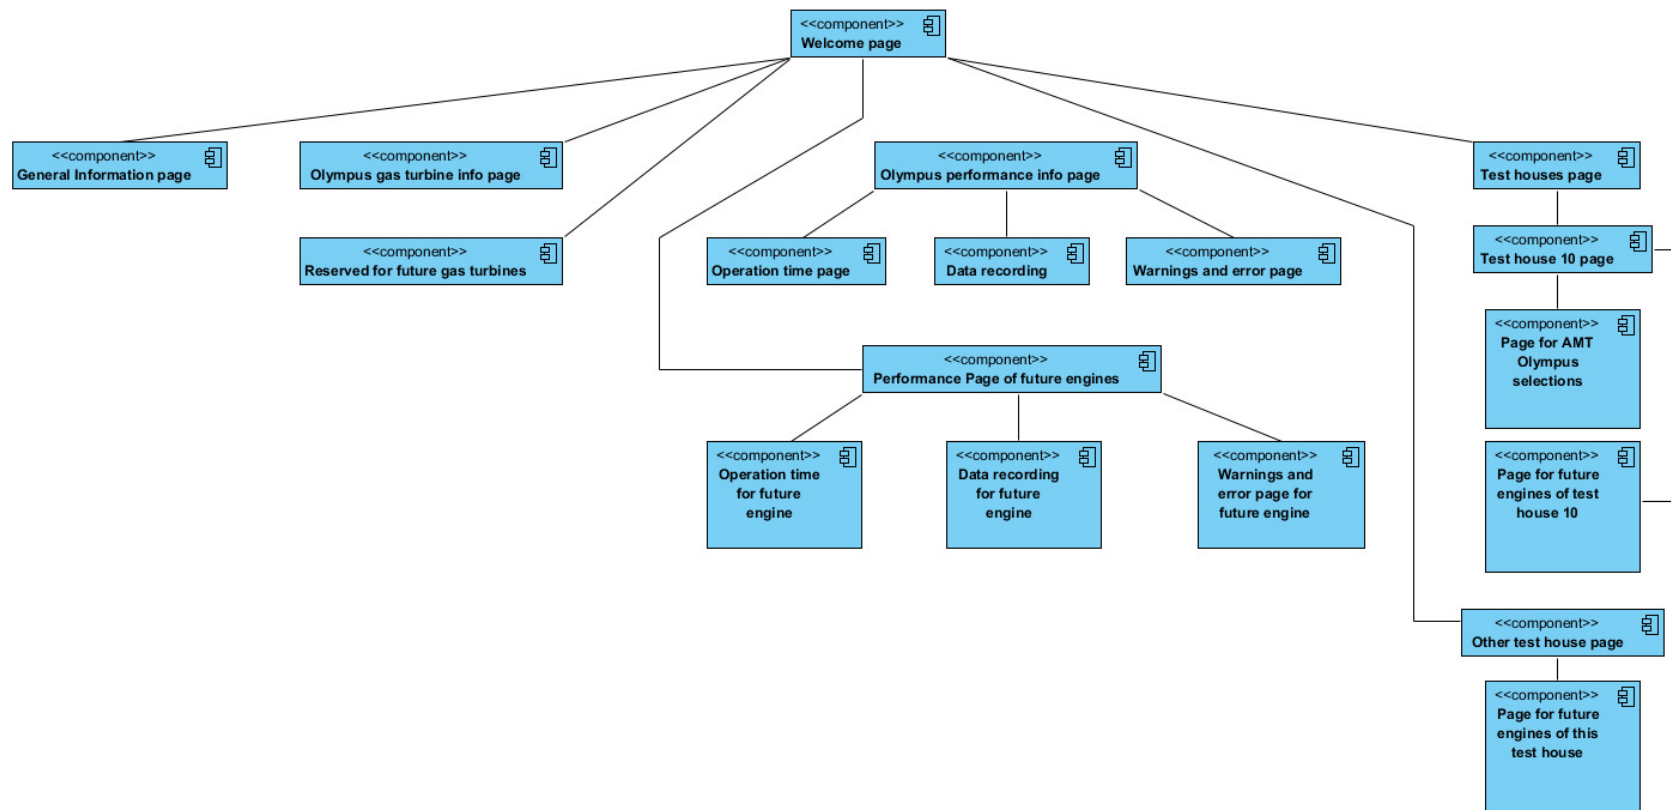 <<component>>
Welcome page
<<component>>
General Information page
<<component>>
Olympus gas turbine info page
<<component>>
Olympus performance info page
<<component>>
Test houses page
<<component>>
Reserved for future gas turbines
<<component>>
Operation time page
<<component>>
Data recording
<<component>>
Warnings and error page
<<component>>
Test house 10 page
<<component>>
Page for AMT
Olympus
selections
<<component>>
Performance Page of future engines
<<component>>
Operation time
for future
engine
<<component>>
Data recording
for future
engine
<<component>>
Warnings and
error page for
future engine
<<component>>
Page for future
engines of test
house 10
<<component>>
Other test house page
<<component>>
Page for future
engines of this
test house